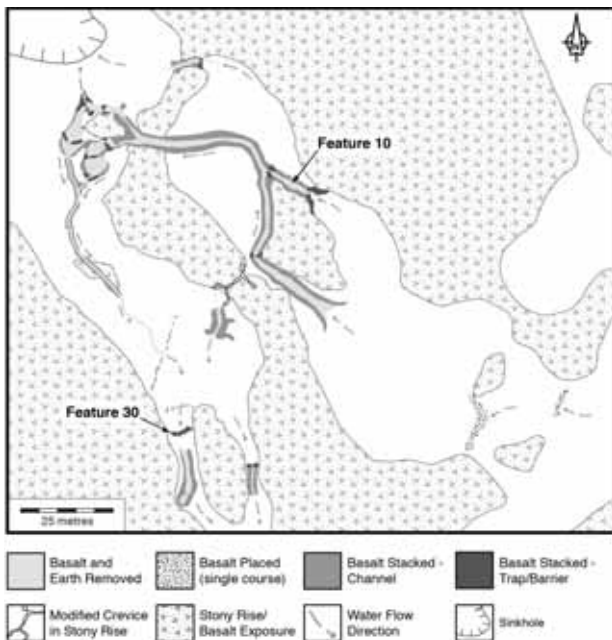 N
Feature 10
Feature 30
25 metres
Basalt and
Earth Removed
Basalt Placed
(single course)
Basalt Stacked -
Channel
Basalt Stacked -
Trap/Barrier
Modified Crevice
in Stony Rise
Stony Rise/
Basalt Exposure
Water Flow
Direction
Sinkhole